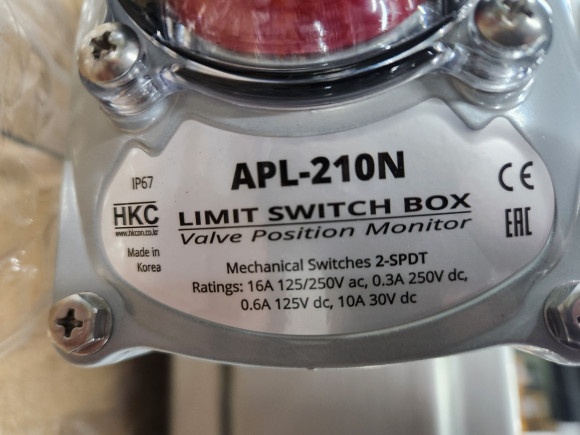 IP67
APL-210N
CE
HKC
www.hkcon.co.kr
LIMIT SWITCH BOX
Valve Position Monitor
EAC
Made in
Korea
Mechanical Switches 2-SPDT
Ratings: 16A 125/250V ac, 0.3A 250V dc,
0.6A 125V dc, 10A 30V dc